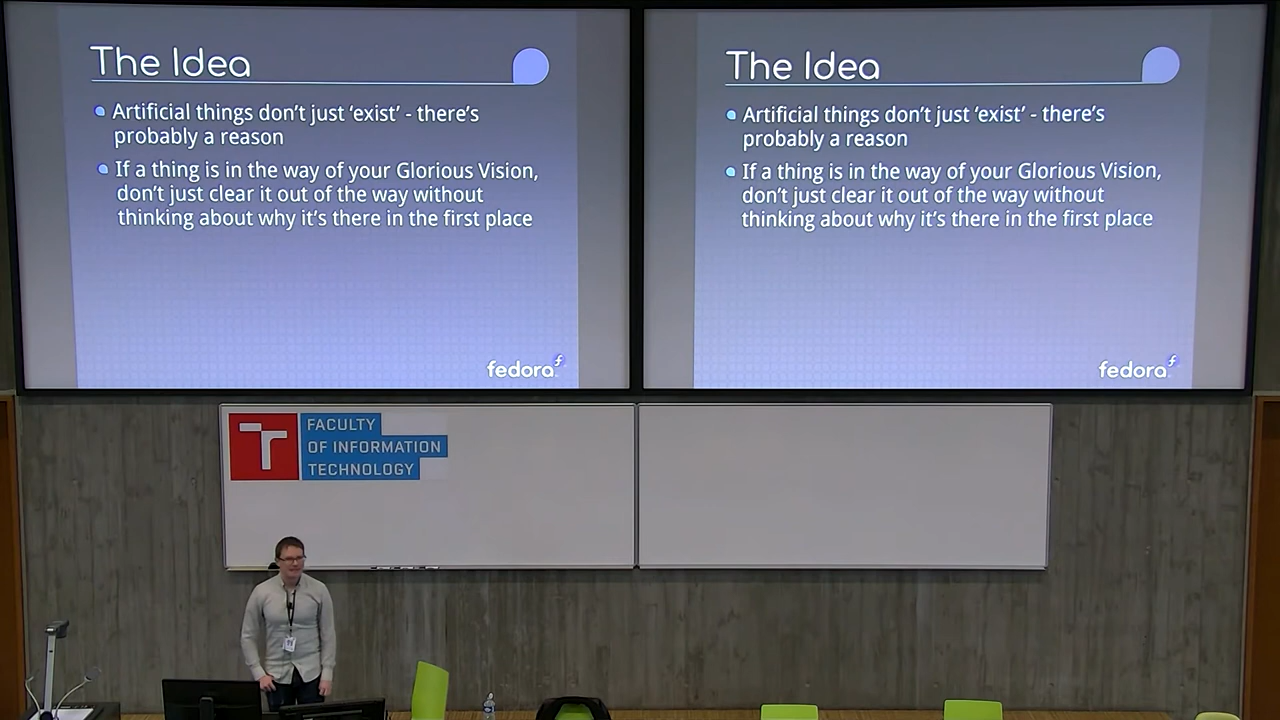 The Idea
Artificial things don't just 'exist' - there's
probably a reason
If a thing is in the way of your Glorious Vision,
don't just clear it out of the way without
thinking about why it's there in the first place
fedora
The Idea
Artificial things don't just 'exist' - there's
probably a reason
If a thing is in the way of your Glorious Vision,
don't just clear it out of the way without
thinking about why it's there in the first place
fedora
FACULTY
OF INFORMATION
TECHNOLOGY